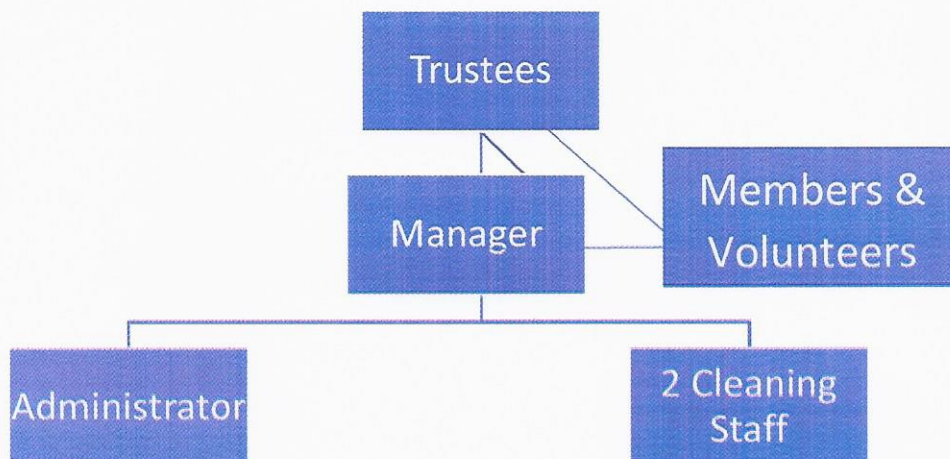 Trustees
Manager
Members &
Volunteers
Administrator
2 Cleaning
Staff